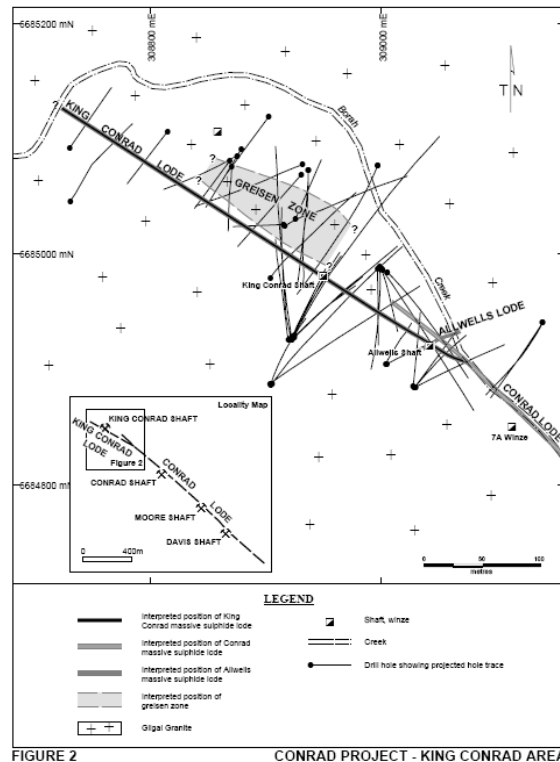 6685200 mN
308800 mE
309000 mE
TN
KING CONRAD LODE
Borah
Creek
GREISEN ZONE
6685000 mN
King Conrad Shaft
ALLWELLS LODE
Allwells Shaft
CONRAD LODE
7A Winze
Locality Map
KING CONRAD SHAFT
KING CONRAD
LODE
Figure 2
CONRAD
LODE
CONRAD SHAFT
MOORE SHAFT
DAVIS SHAFT
0 400m
6684800 mN
0 50 100
metres
LEGEND
Interpreted position of King
Conrad massive sulphide lode
Interpreted position of Conrad
massive sulphide lode
Interpreted position of Allwells
massive sulphide lode
Interpreted position of
greisen zone
Gilgai Granite
Shaft, winze
Creek
Drill hole showing projected hole trace
FIGURE 2
CONRAD PROJECT - KING CONRAD AREA